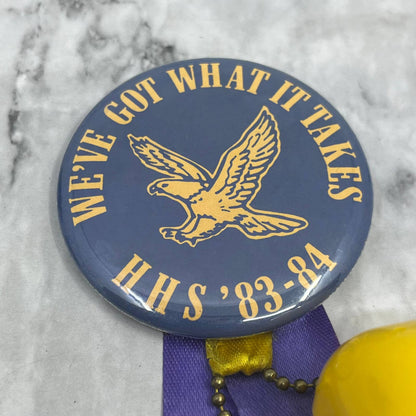 WE'VE GOT WHAT IT TAKES
HHS '83-84